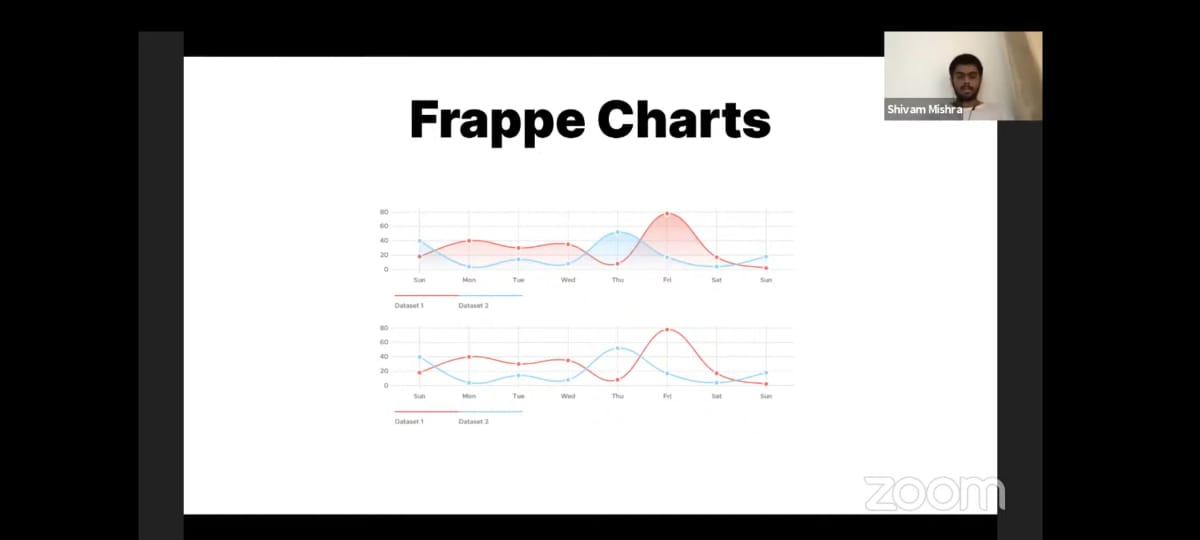 Frappe Charts
Shivam Mishra
80
60
40
20
0
Sun Mon Tue Wed Thu Fri Sat Sun
Dataset 1 Dataset 2
80
60
40
20
0
Sun Mon Tue Wed Thu Fri Sat Sun
Dataset 1 Dataset 2
zoom